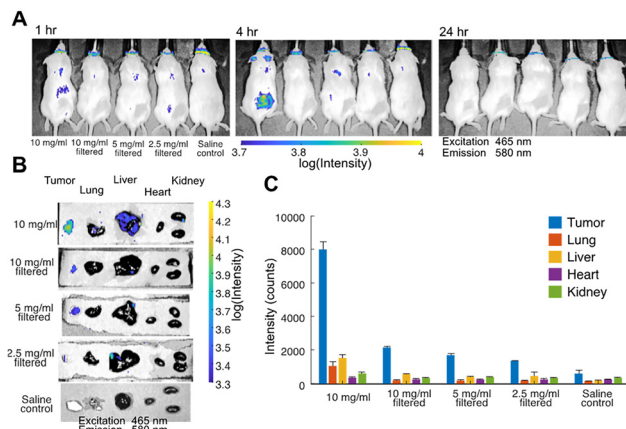 A
1 hr
4 hr
24 hr
10 mg/ml
10 mg/ml
filtered
5 mg/ml
filtered
2.5 mg/ml
filtered
Saline
control
3.7 3.8 3.9 4
log(Intensity)
Excitation 465 nm
Emission 580 nm
B
Tumor
Lung
Liver
Heart
Kidney
10 mg/ml
10 mg/ml
filtered
5 mg/ml
filtered
2.5 mg/ml
filtered
Saline
control
4.3
4.2
4.1
4.0
3.9
3.8
3.7
3.6
3.5
3.4
3.3
log(Intensity)
Excitation 465 nm
Emission 580 nm
C
Intensity (counts)
10000
8000
6000
4000
2000
0
Tumor
Lung
Liver
Heart
Kidney
10 mg/ml
10 mg/ml
filtered
5 mg/ml
filtered
2.5 mg/ml
filtered
Saline
control